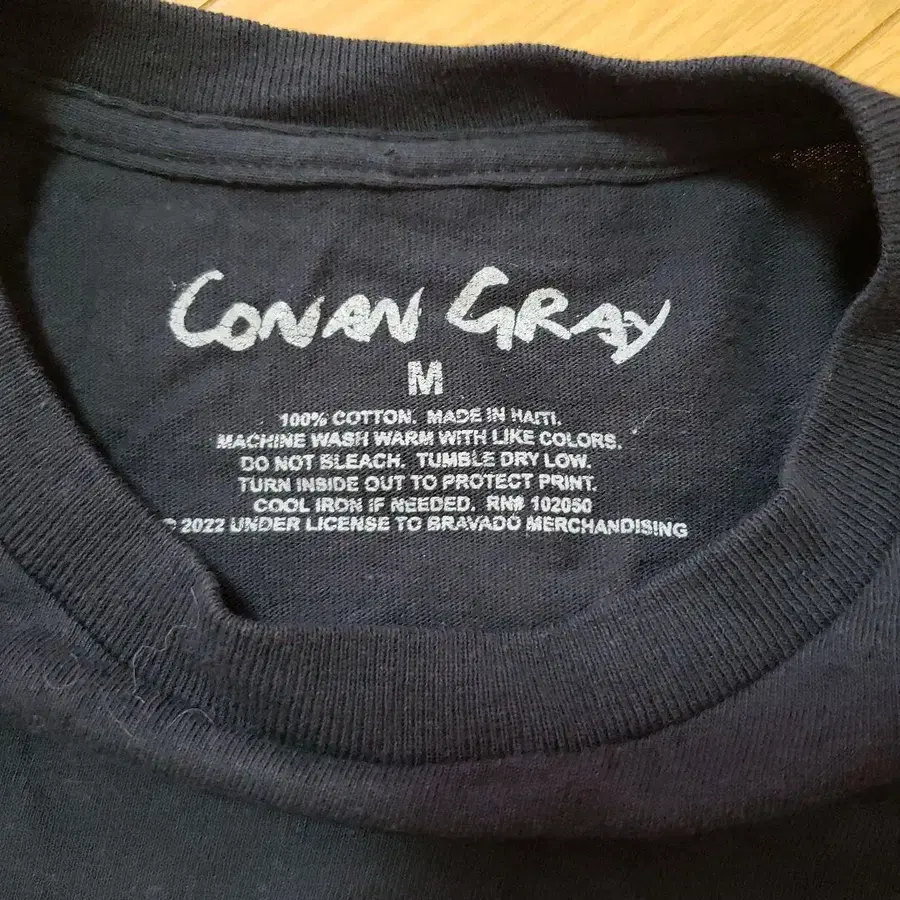 CONAN GRAY
M
100% COTTON. MADE IN HAITI.
MACHINE WASH WARM WITH LIKE COLORS.
DO NOT BLEACH. TUMBLE DRY LOW.
TURN INSIDE OUT TO PROTECT PRINT.
COOL IRON IF NEEDED. RN# 102050
© 2022 UNDER LICENSE TO BRAVADO MERCHANDISING